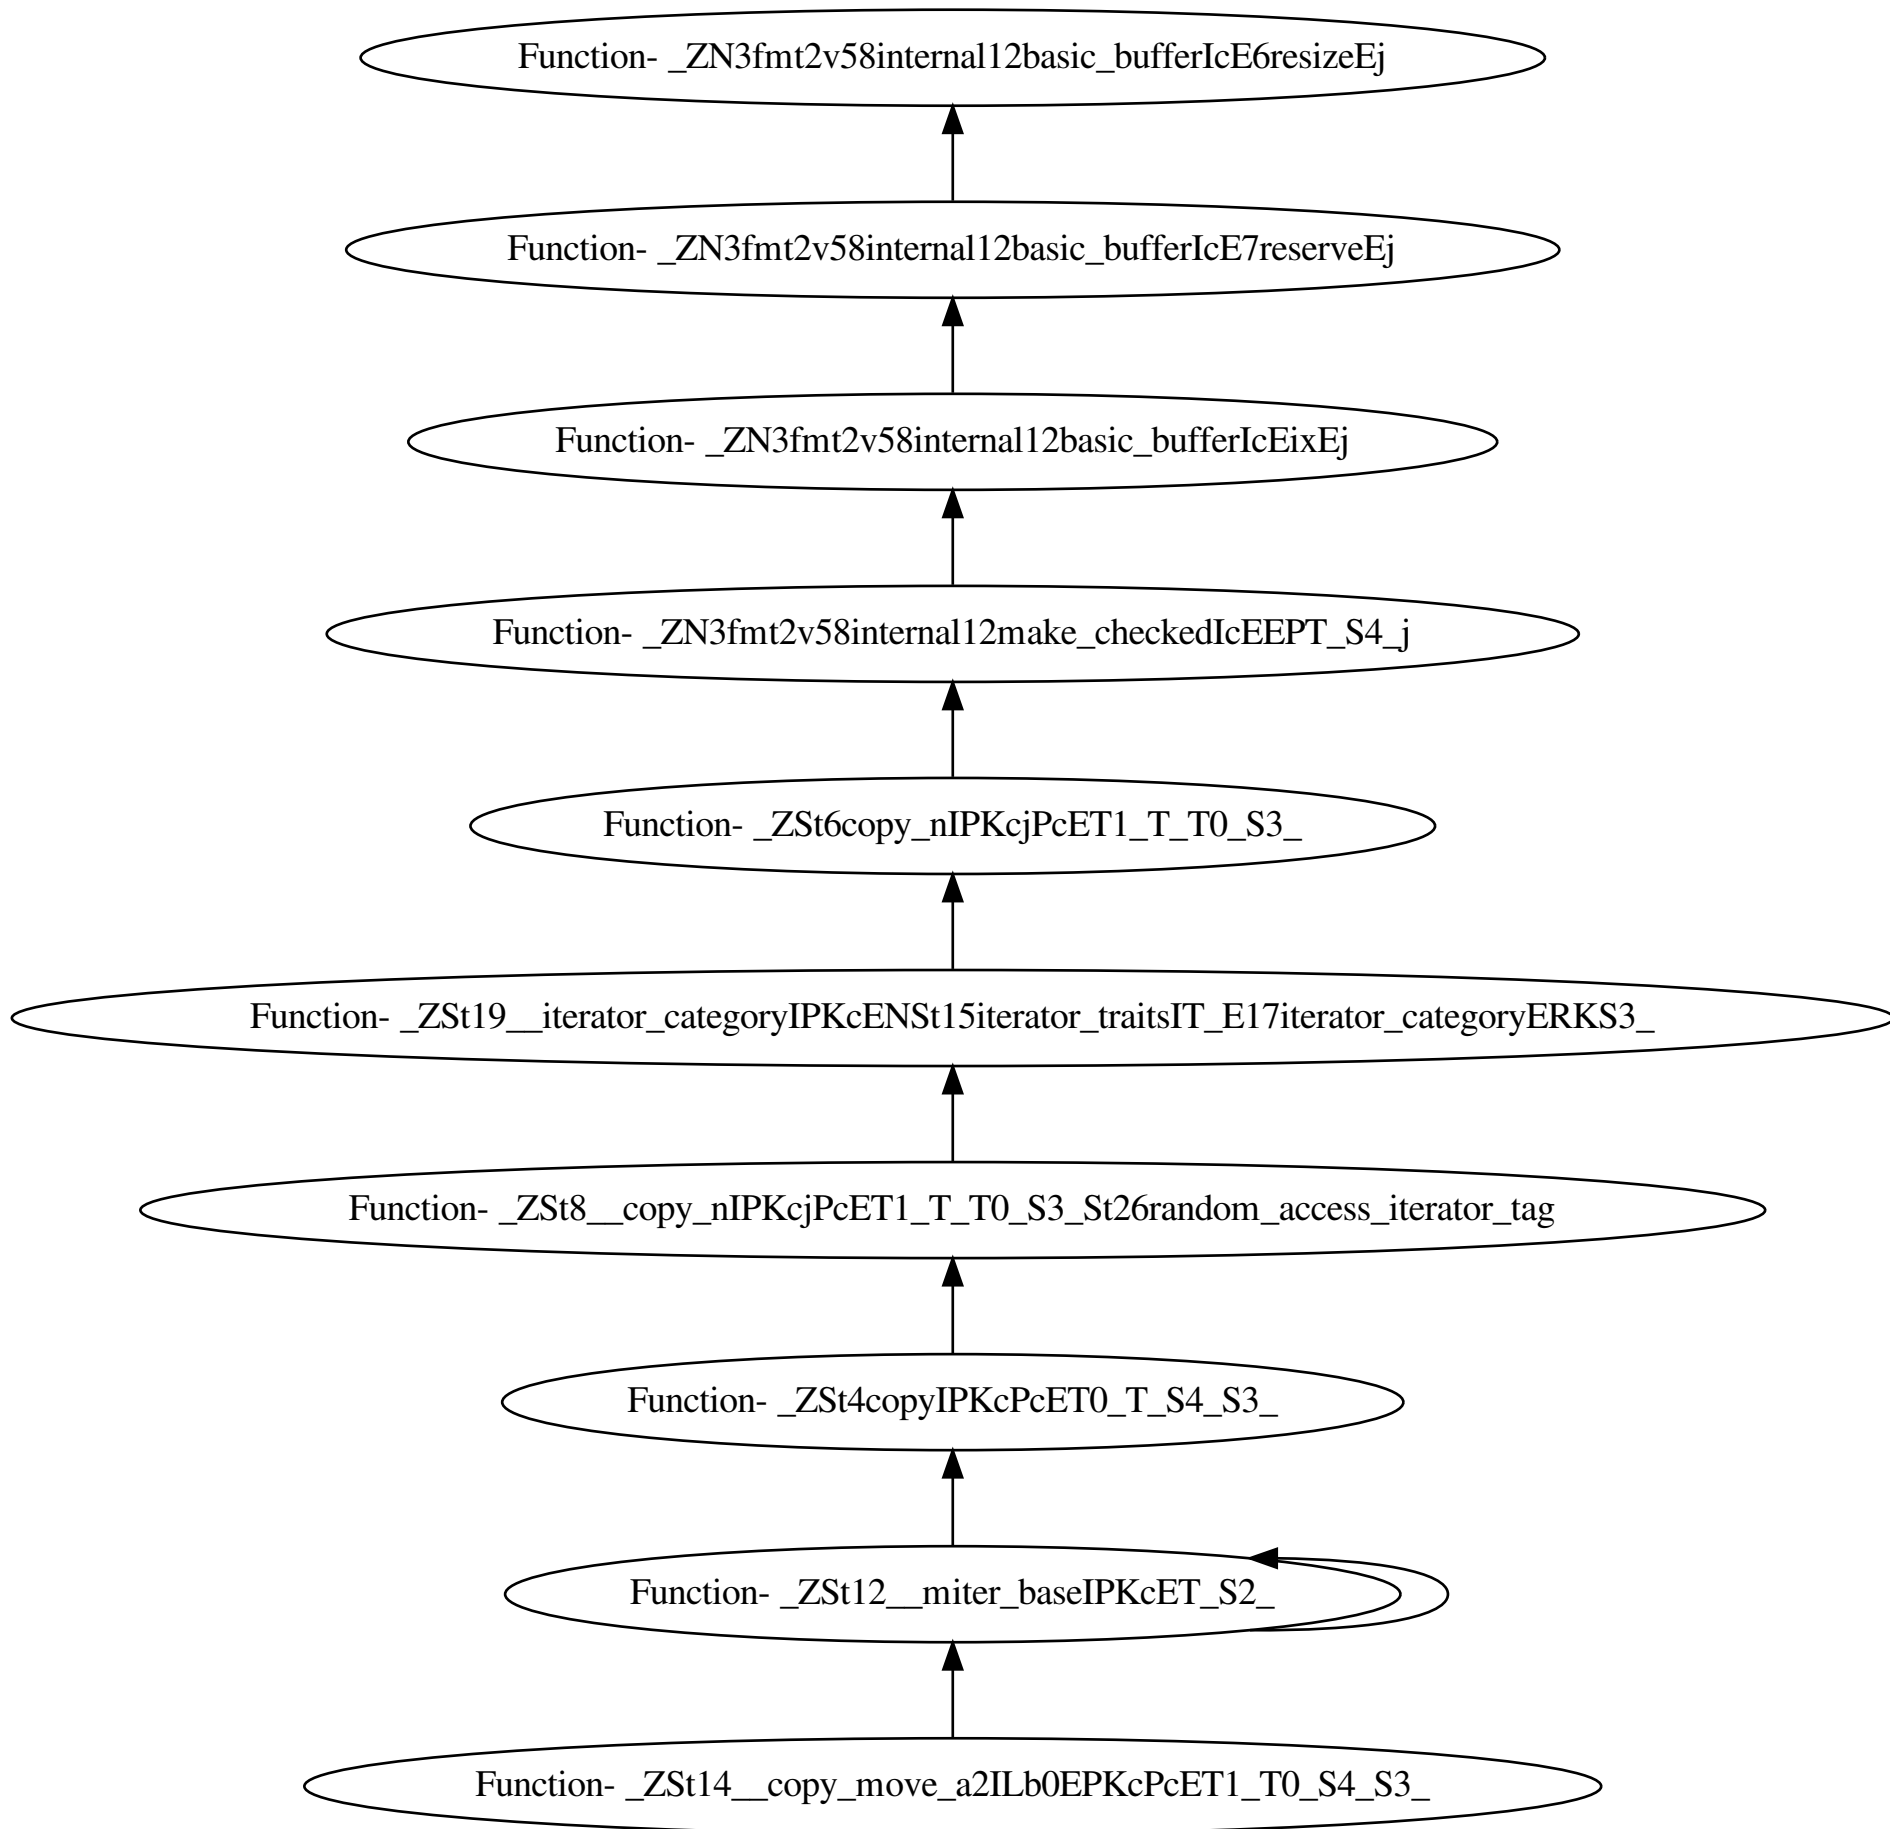 Function- _ZN3fmt2v58internal12basic_bufferIcE6resizeEj
Function- _ZN3fmt2v58internal12basic_bufferIcE7reserveEj
Function- _ZN3fmt2v58internal12basic_bufferIcEixEj
Function- _ZN3fmt2v58internal12make_checkedIcEEPT_S4_j
Function- _ZSt6copy_nIPKcjPcET1_T_T0_S3_
Function- _ZSt19__iterator_categoryIPKcENSt15iterator_traitsIT_E17iterator_categoryERKS3_
Function- _ZSt8__copy_nIPKcjPcET1_T_T0_S3_St26random_access_iterator_tag
Function- _ZSt4copyIPKcPcET0_T_S4_S3_
Function- _ZSt12__miter_baseIPKcET_S2_
Function- _ZSt14__copy_move_a2ILb0EPKcPcET1_T0_S4_S3_